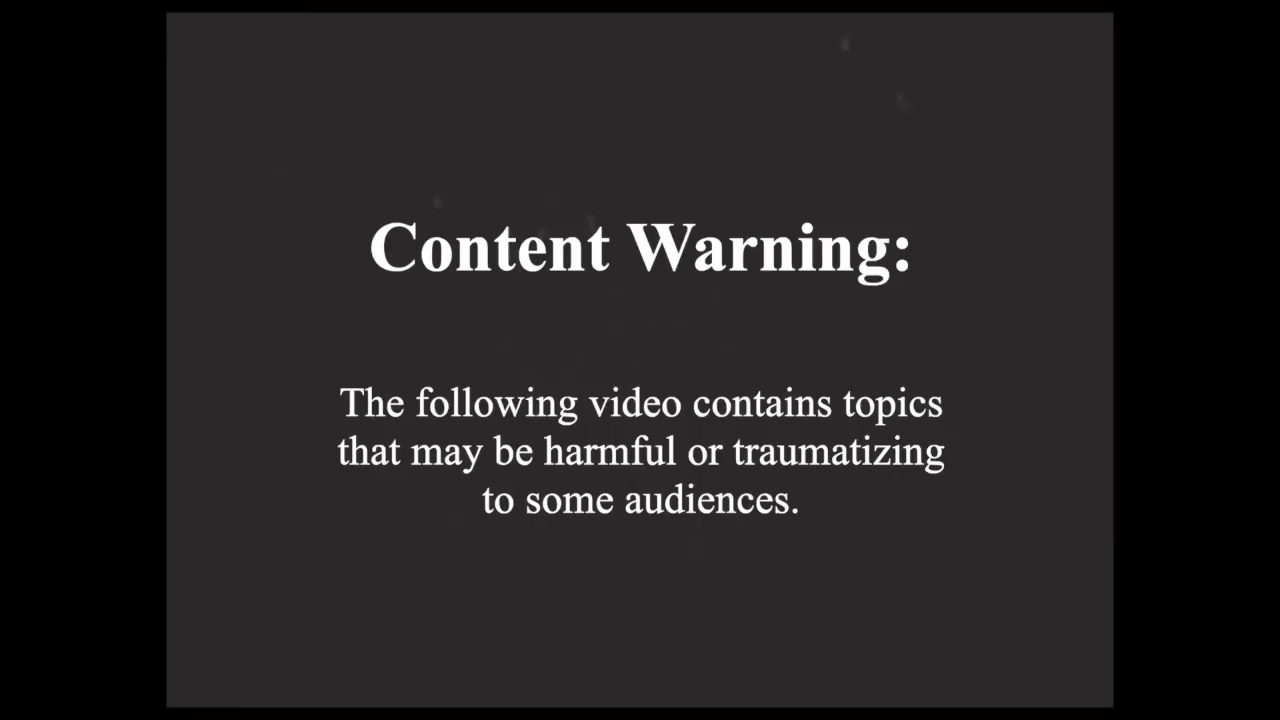 Content Warning:
The following video contains topics
that may be harmful or traumatizing
to some audiences.